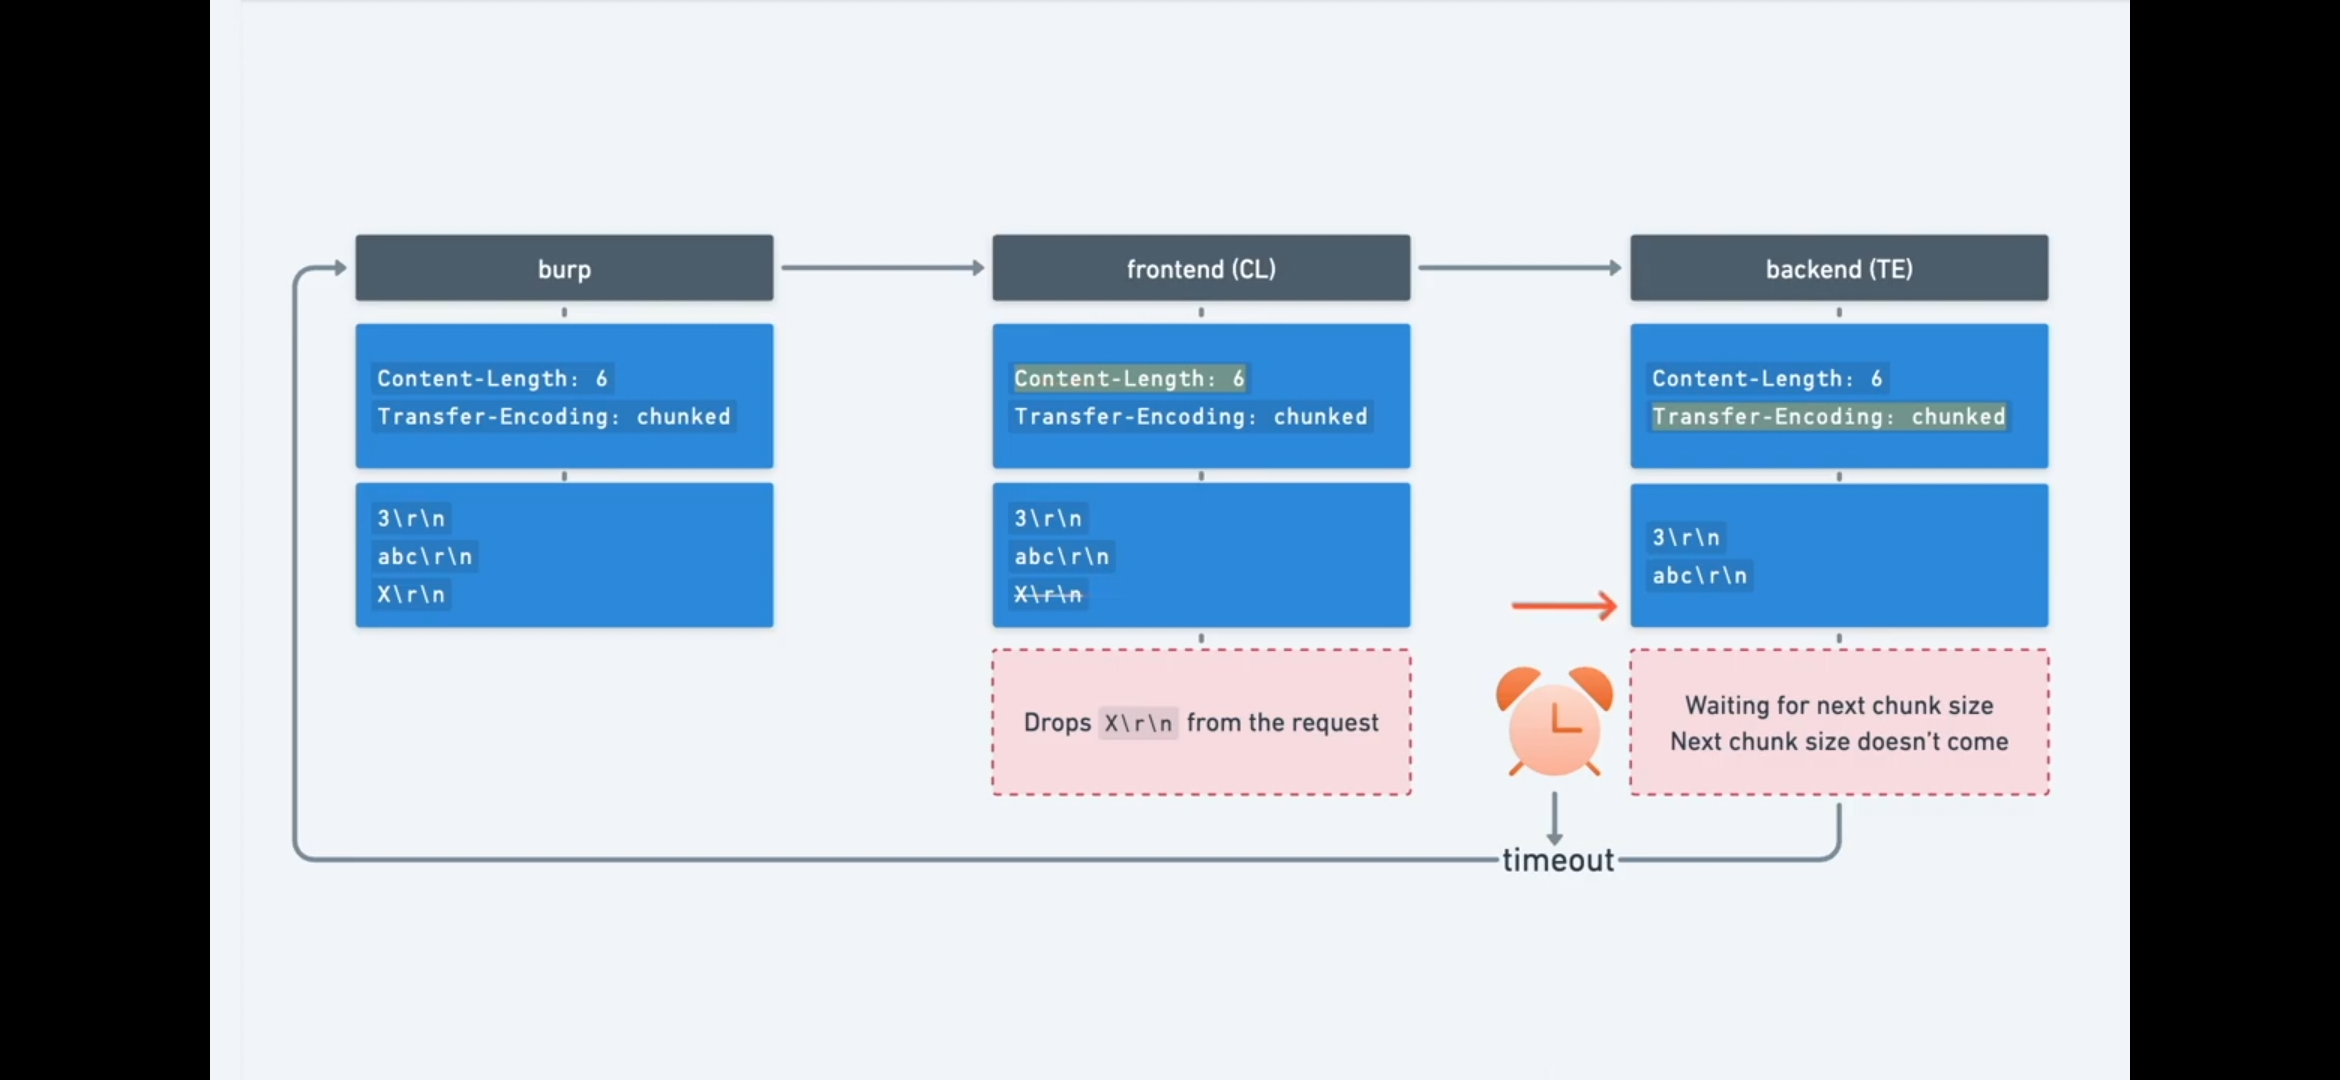 burp
Content-Length: 6
Transfer-Encoding: chunked
3\r\n
abc\r\n
X\r\n
frontend (CL)
Content-Length: 6
Transfer-Encoding: chunked
3\r\n
abc\r\n
X\r\n
Drops X\r\n from the request
backend (TE)
Content-Length: 6
Transfer-Encoding: chunked
3\r\n
abc\r\n
Waiting for next chunk size
Next chunk size doesn't come
timeout